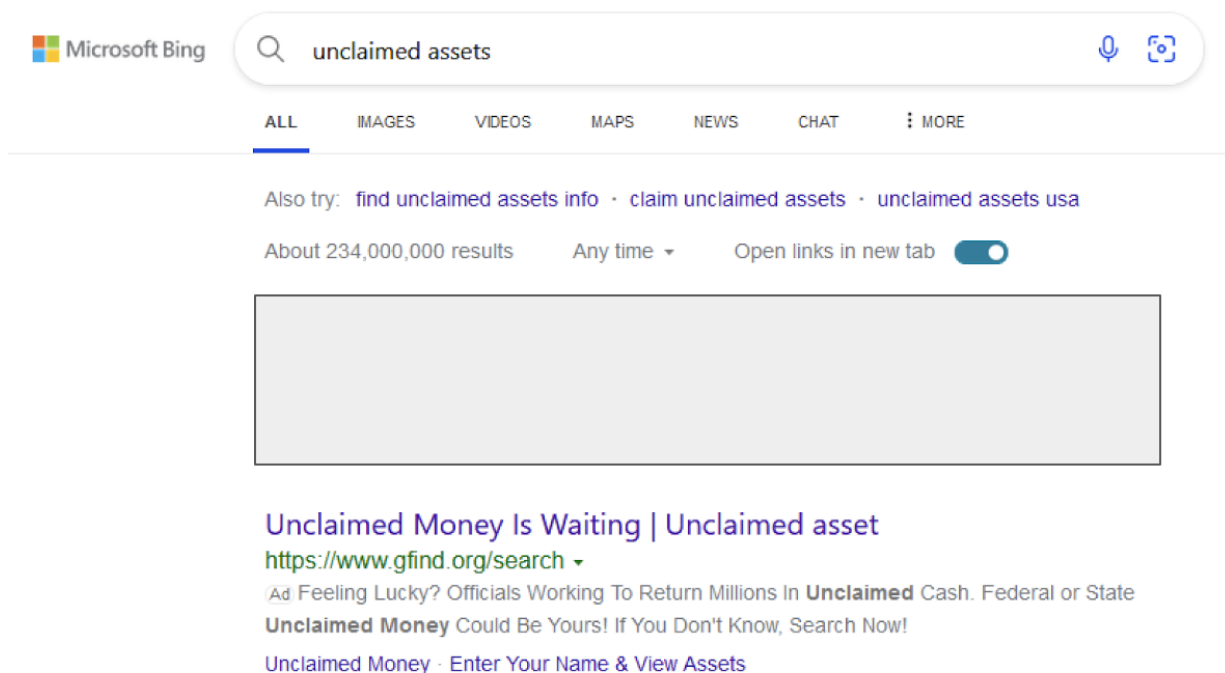 Microsoft Bing
unclaimed assets
ALL IMAGES VIDEOS MAPS NEWS CHAT MORE
Also try: find unclaimed assets info · claim unclaimed assets · unclaimed assets usa
About 234,000,000 results Any time Open links in new tab
Unclaimed Money Is Waiting | Unclaimed asset
https://www.gfind.org/search
Ad Feeling Lucky? Officials Working To Return Millions In Unclaimed Cash. Federal or State
Unclaimed Money Could Be Yours! If You Don't Know, Search Now!
Unclaimed Money · Enter Your Name & View Assets